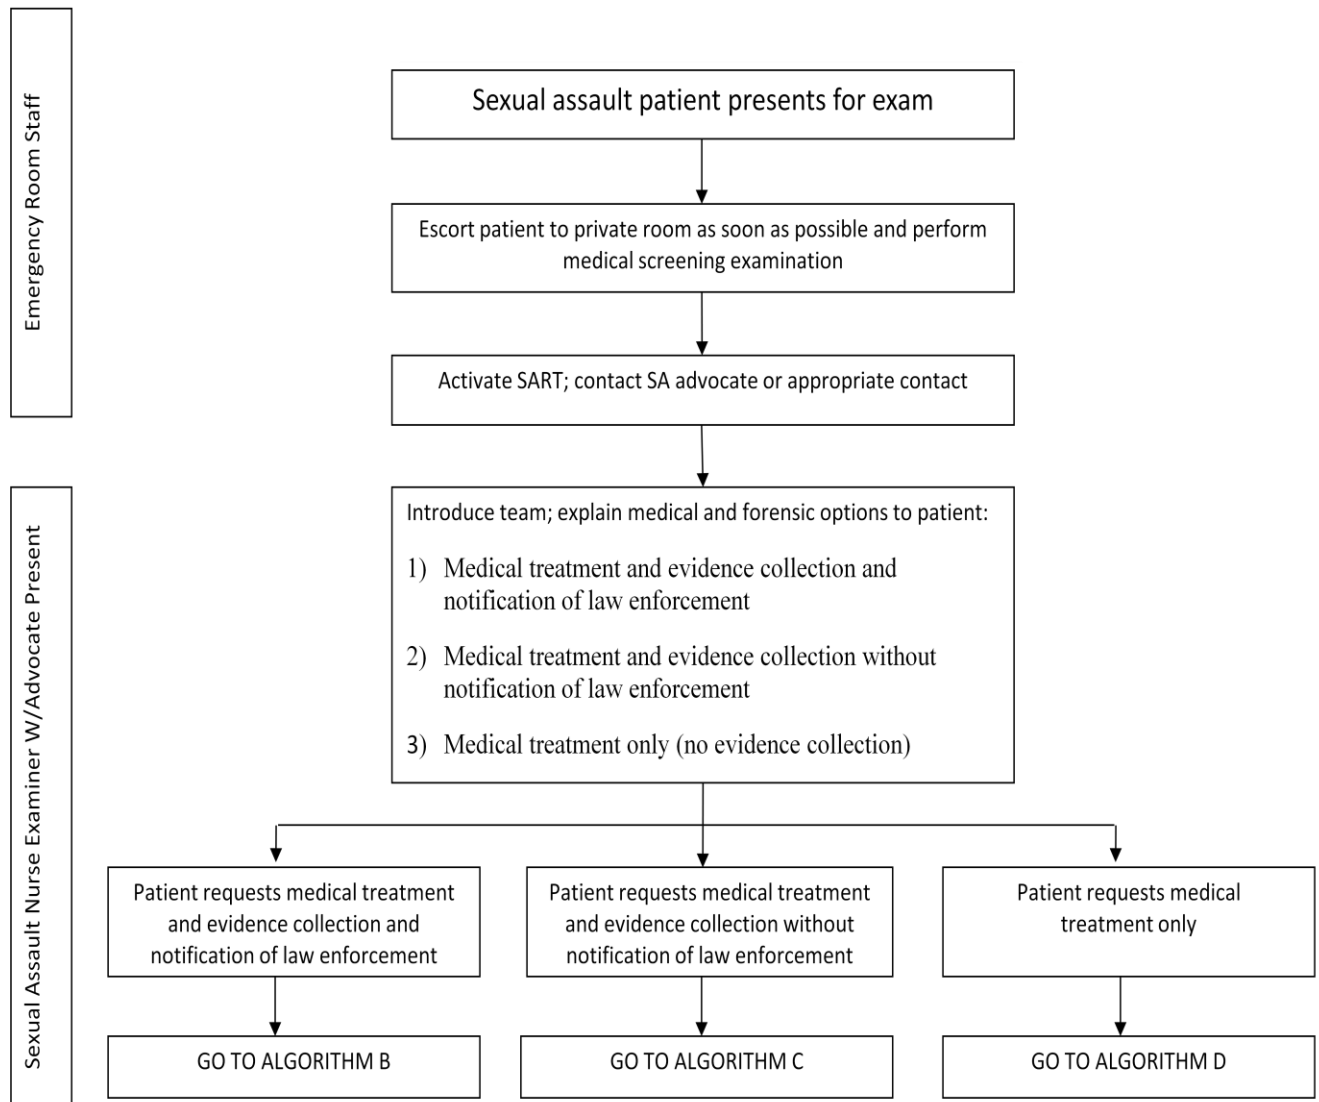 Emergency Room Staff
Sexual assault patient presents for exam
Escort patient to private room as soon as possible and perform
medical screening examination
Activate SART; contact SA advocate or appropriate contact
Sexual Assault Nurse Examiner W/Advocate Present
Introduce team; explain medical and forensic options to patient:
1) Medical treatment and evidence collection and
notification of law enforcement
2) Medical treatment and evidence collection without
notification of law enforcement
3) Medical treatment only (no evidence collection)
Patient requests medical treatment
and evidence collection and
notification of law enforcement
Patient requests medical treatment
and evidence collection without
notification of law enforcement
Patient requests medical
treatment only
GO TO ALGORITHM B
GO TO ALGORITHM C
GO TO ALGORITHM D